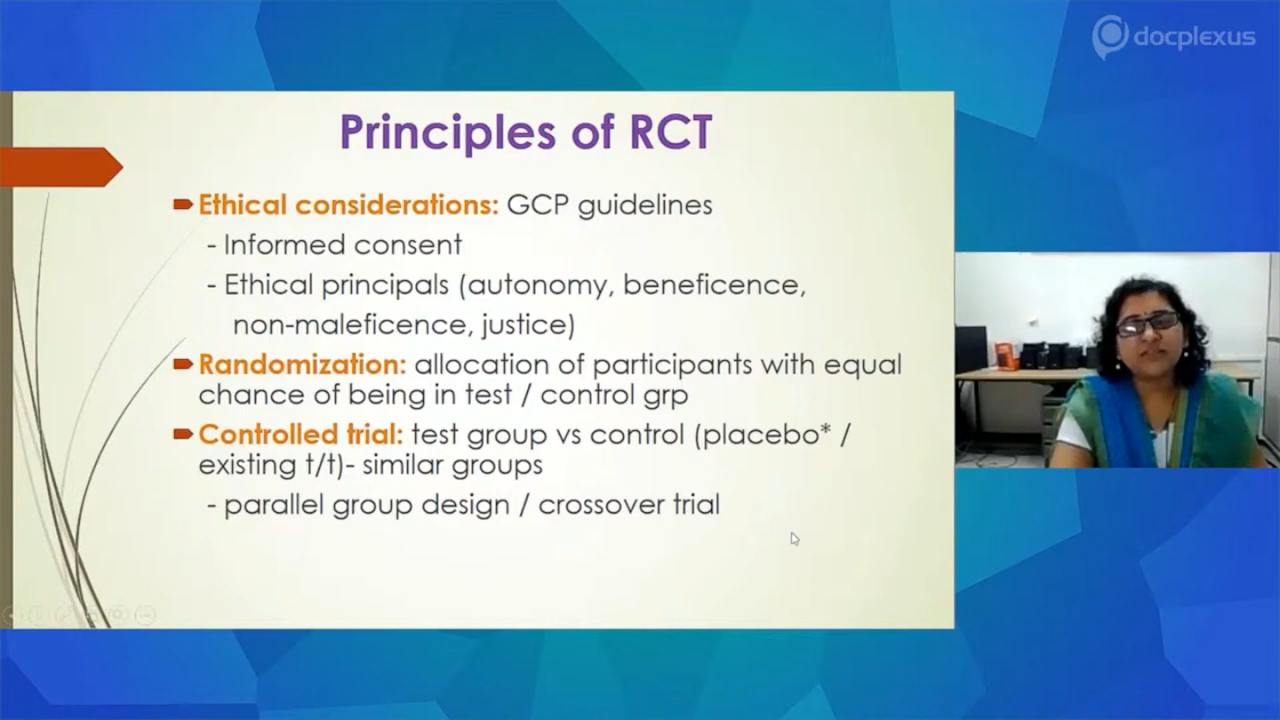 docplexus
Principles of RCT
Ethical considerations: GCP guidelines
- Informed consent
- Ethical principals (autonomy, beneficence,
non-maleficence, justice)
Randomization: allocation of participants with equal
chance of being in test / control grp
Controlled trial: test group vs control (placebo* /
existing t/t)- similar groups
- parallel group design / crossover trial